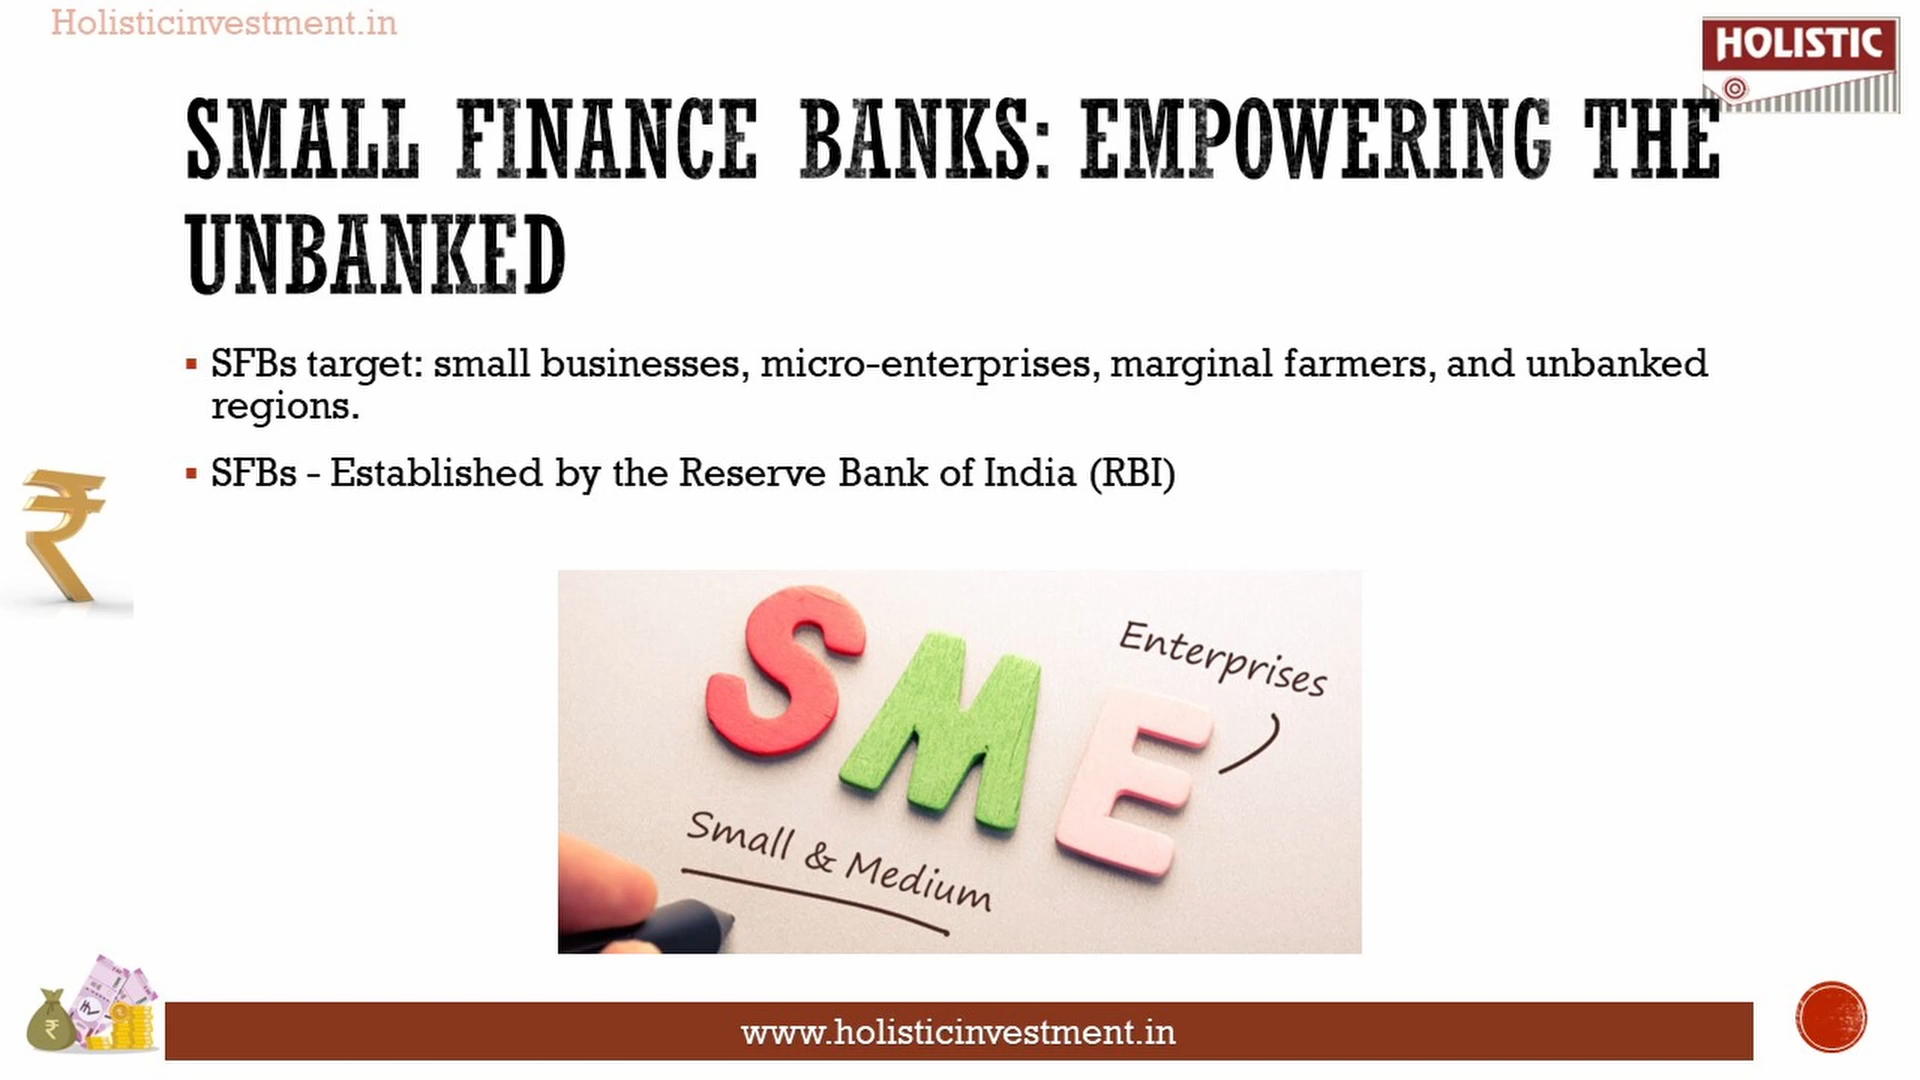 Holisticinvestment.in
HOLISTIC
SMALL FINANCE BANKS: EMPOWERING THE
UNBANKED
SFBs target: small businesses, micro-enterprises, marginal farmers, and unbanked
regions.
SFBs - Established by the Reserve Bank of India (RBI)
₹
Enterprises
SME
Small & Medium
₹
www.holisticinvestment.in